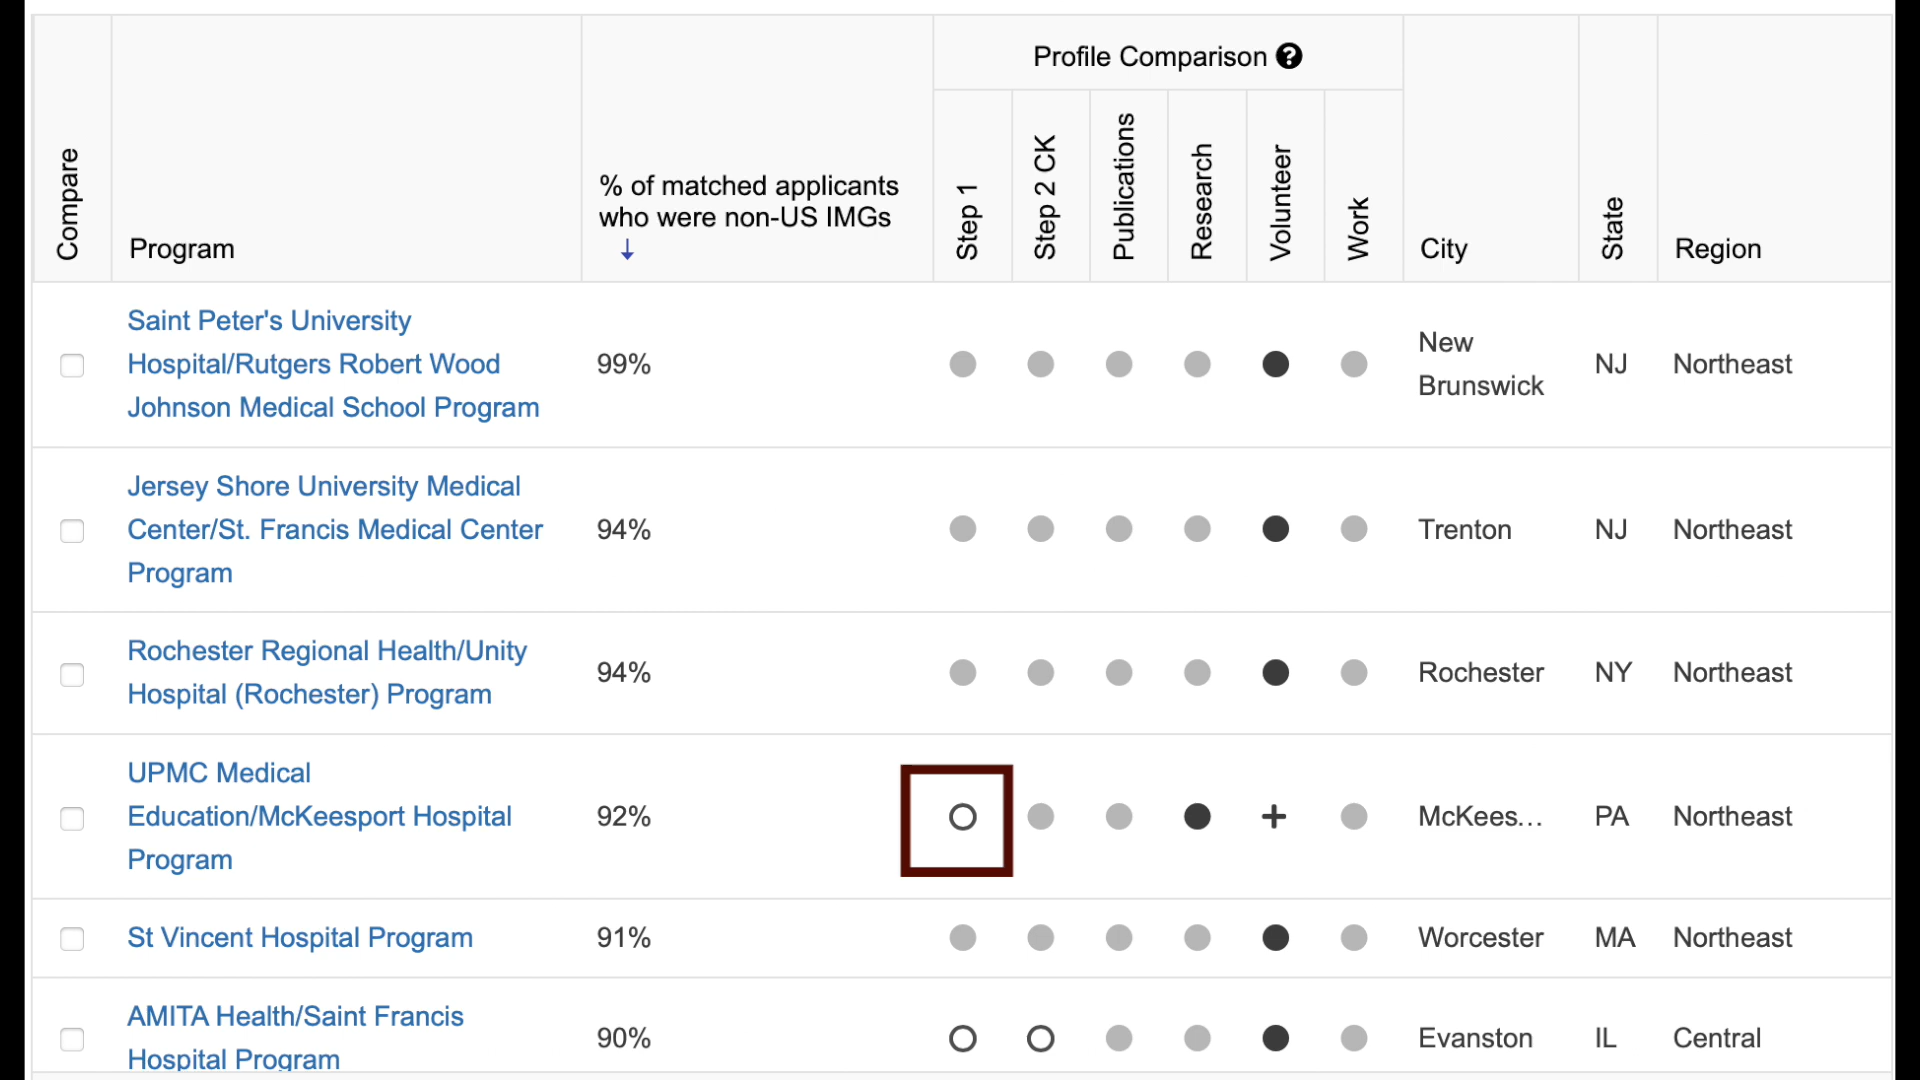 Profile Comparison ?
Compare
Program
% of matched applicants
who were non-US IMGs
↓
Step 1
Step 2 CK
Publications
Research
Volunteer
Work
City
State
Region
Saint Peter's University
Hospital/Rutgers Robert Wood
Johnson Medical School Program
99%
New
Brunswick
NJ
Northeast
Jersey Shore University Medical
Center/St. Francis Medical Center
Program
94%
Trenton
NJ
Northeast
Rochester Regional Health/Unity
Hospital (Rochester) Program
94%
Rochester
NY
Northeast
UPMC Medical
Education/McKeesport Hospital
Program
92%
+
McKees...
PA
Northeast
St Vincent Hospital Program
91%
Worcester
MA
Northeast
AMITA Health/Saint Francis
Hospital Program
90%
Evanston
IL
Central